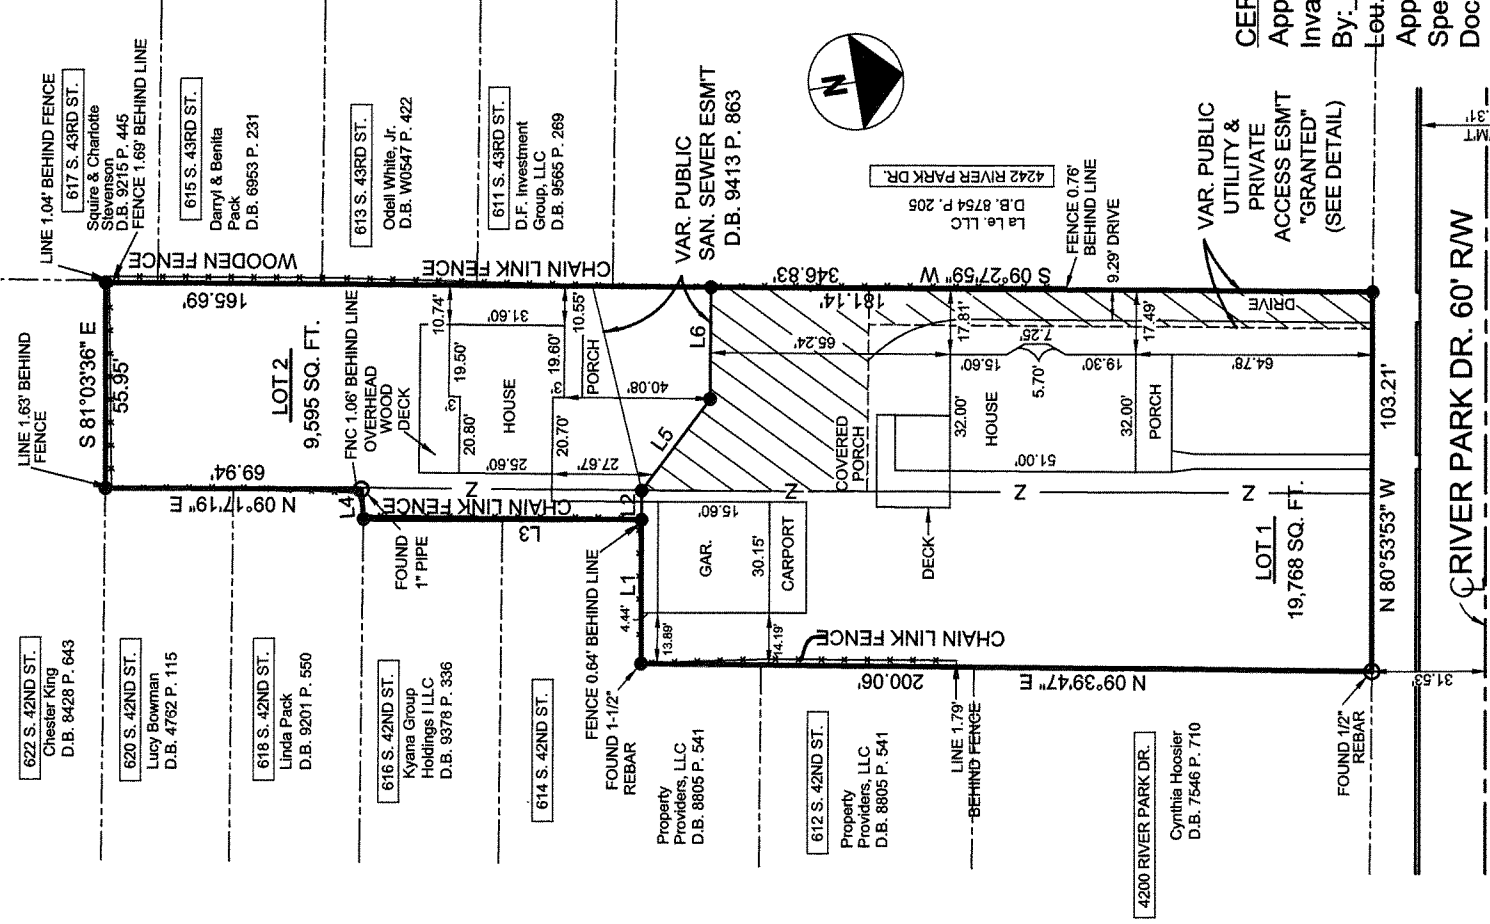 LINE 1.63' BEHIND
FENCE
S 81°03'36" E
55.95'
LINE 1.04' BEHIND FENCE
617 S. 43RD ST.
Squire & Charlotte
Stevenson
D.B. 9215 P. 445
FENCE 1.69' BEHIND LINE
615 S. 43RD ST.
Darryl & Benita
Pack
D.B. 6953 P. 231
613 S. 43RD ST.
Odell White, Jr.
D.B. W0547 P. 422
611 S. 43RD ST.
D.F. Investment
Group, LLC
D.B. 9565 P. 269
WOODEN FENCE
165.69'
CHAIN LINK FENCE
VAR. PUBLIC
SAN. SEWER ESM'T
D.B. 9413 P. 863
N
4242 RIVER PARK DR.
La Le. LLC
D.B. 8754 P. 205
FENCE 0.76'
BEHIND LINE
9.29' DRIVE
VAR. PUBLIC
UTILITY &
PRIVATE
ACCESS ESM'T
"GRANTED"
(SEE DETAIL)
CER
App
Inva
By:_
Lou.
App
Spe
Doc
31'
M'T
S 09°27'59" W
346.83'
181.14'
DRIVE
LOT 2
9,595 SQ. FT.
69.94'
N 09°17'19" E
FNC 1.06' BEHIND LINE
OVERHEAD
WOOD
DECK
10.74'
31.60'
10.55'
19.50'
19.60'
3'
PORCH
HOUSE
20.80'
20.70'
25.60'
27.67'
40.08'
L4
L3
L2
L5
L6
L1
Z
Z
Z
Z
CHAIN LINK FENCE
FOUND
1" PIPE
65.24'
17.81'
17.49'
7.25'
15.60'
5.70'
19.30'
64.78'
COVERED
PORCH
32.00'
HOUSE
32.00'
PORCH
51.00'
DECK
15.60'
GAR.
30.15'
CARPORT
4.44'
13.89'
14.19'
FENCE 0.64' BEHIND LINE
FOUND 1-1/2"
REBAR
CHAIN LINK FENCE
200.06'
N 09°39'47" E
LINE 1.79'
BEHIND FENCE
LOT 1
19,768 SQ. FT.
N 80°53'53" W
103.21'
RIVER PARK DR. 60' R/W
31.53'
FOUND 1/2"
REBAR
622 S. 42ND ST.
Chester King
D.B. 8428 P. 643
620 S. 42ND ST.
Lucy Bowman
D.B. 4762 P. 115
618 S. 42ND ST.
Linda Pack
D.B. 9201 P. 550
616 S. 42ND ST.
Kyana Group
Holdings I LLC
D.B. 9378 P. 336
614 S. 42ND ST.
Property
Providers, LLC
D.B. 8805 P. 541
612 S. 42ND ST.
Property
Providers, LLC
D.B. 8805 P. 541
4200 RIVER PARK DR.
Cynthia Hoosier
D.B. 7546 P. 710